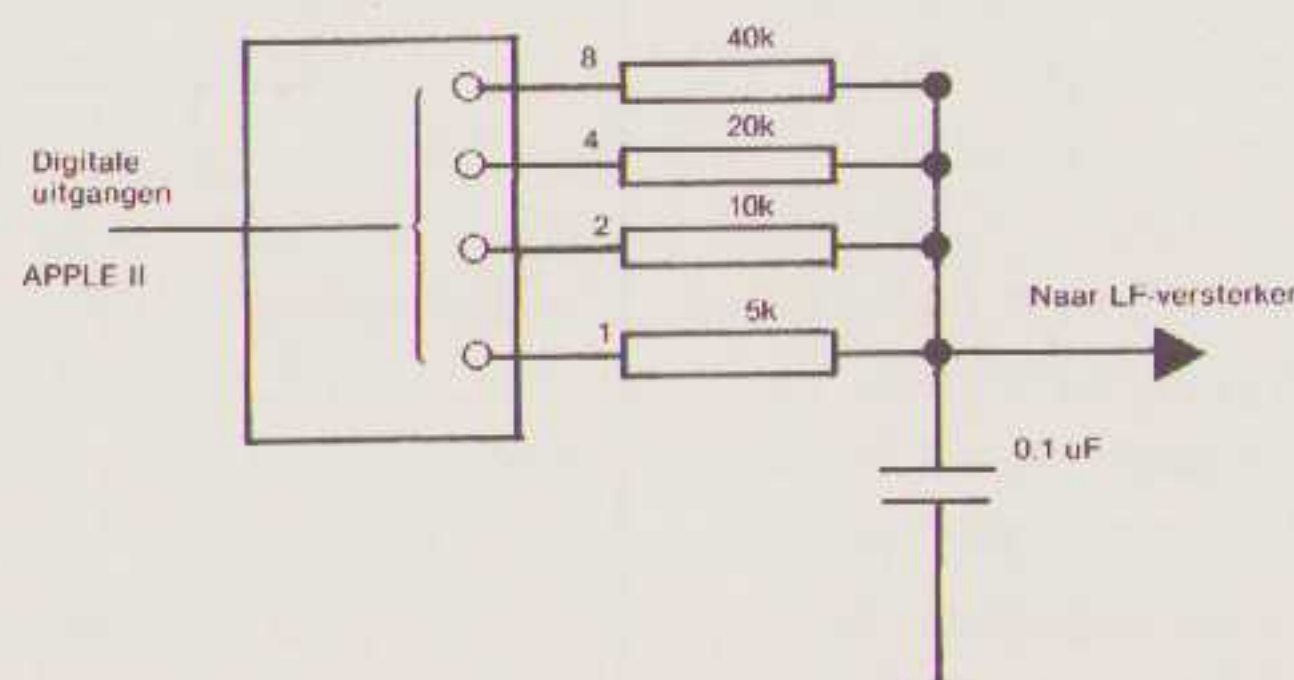 8
40k
4
20k
Digitale
uitgangen
2
10k
APPLE II
1
5k
Naar LF-versterker
0.1 uF